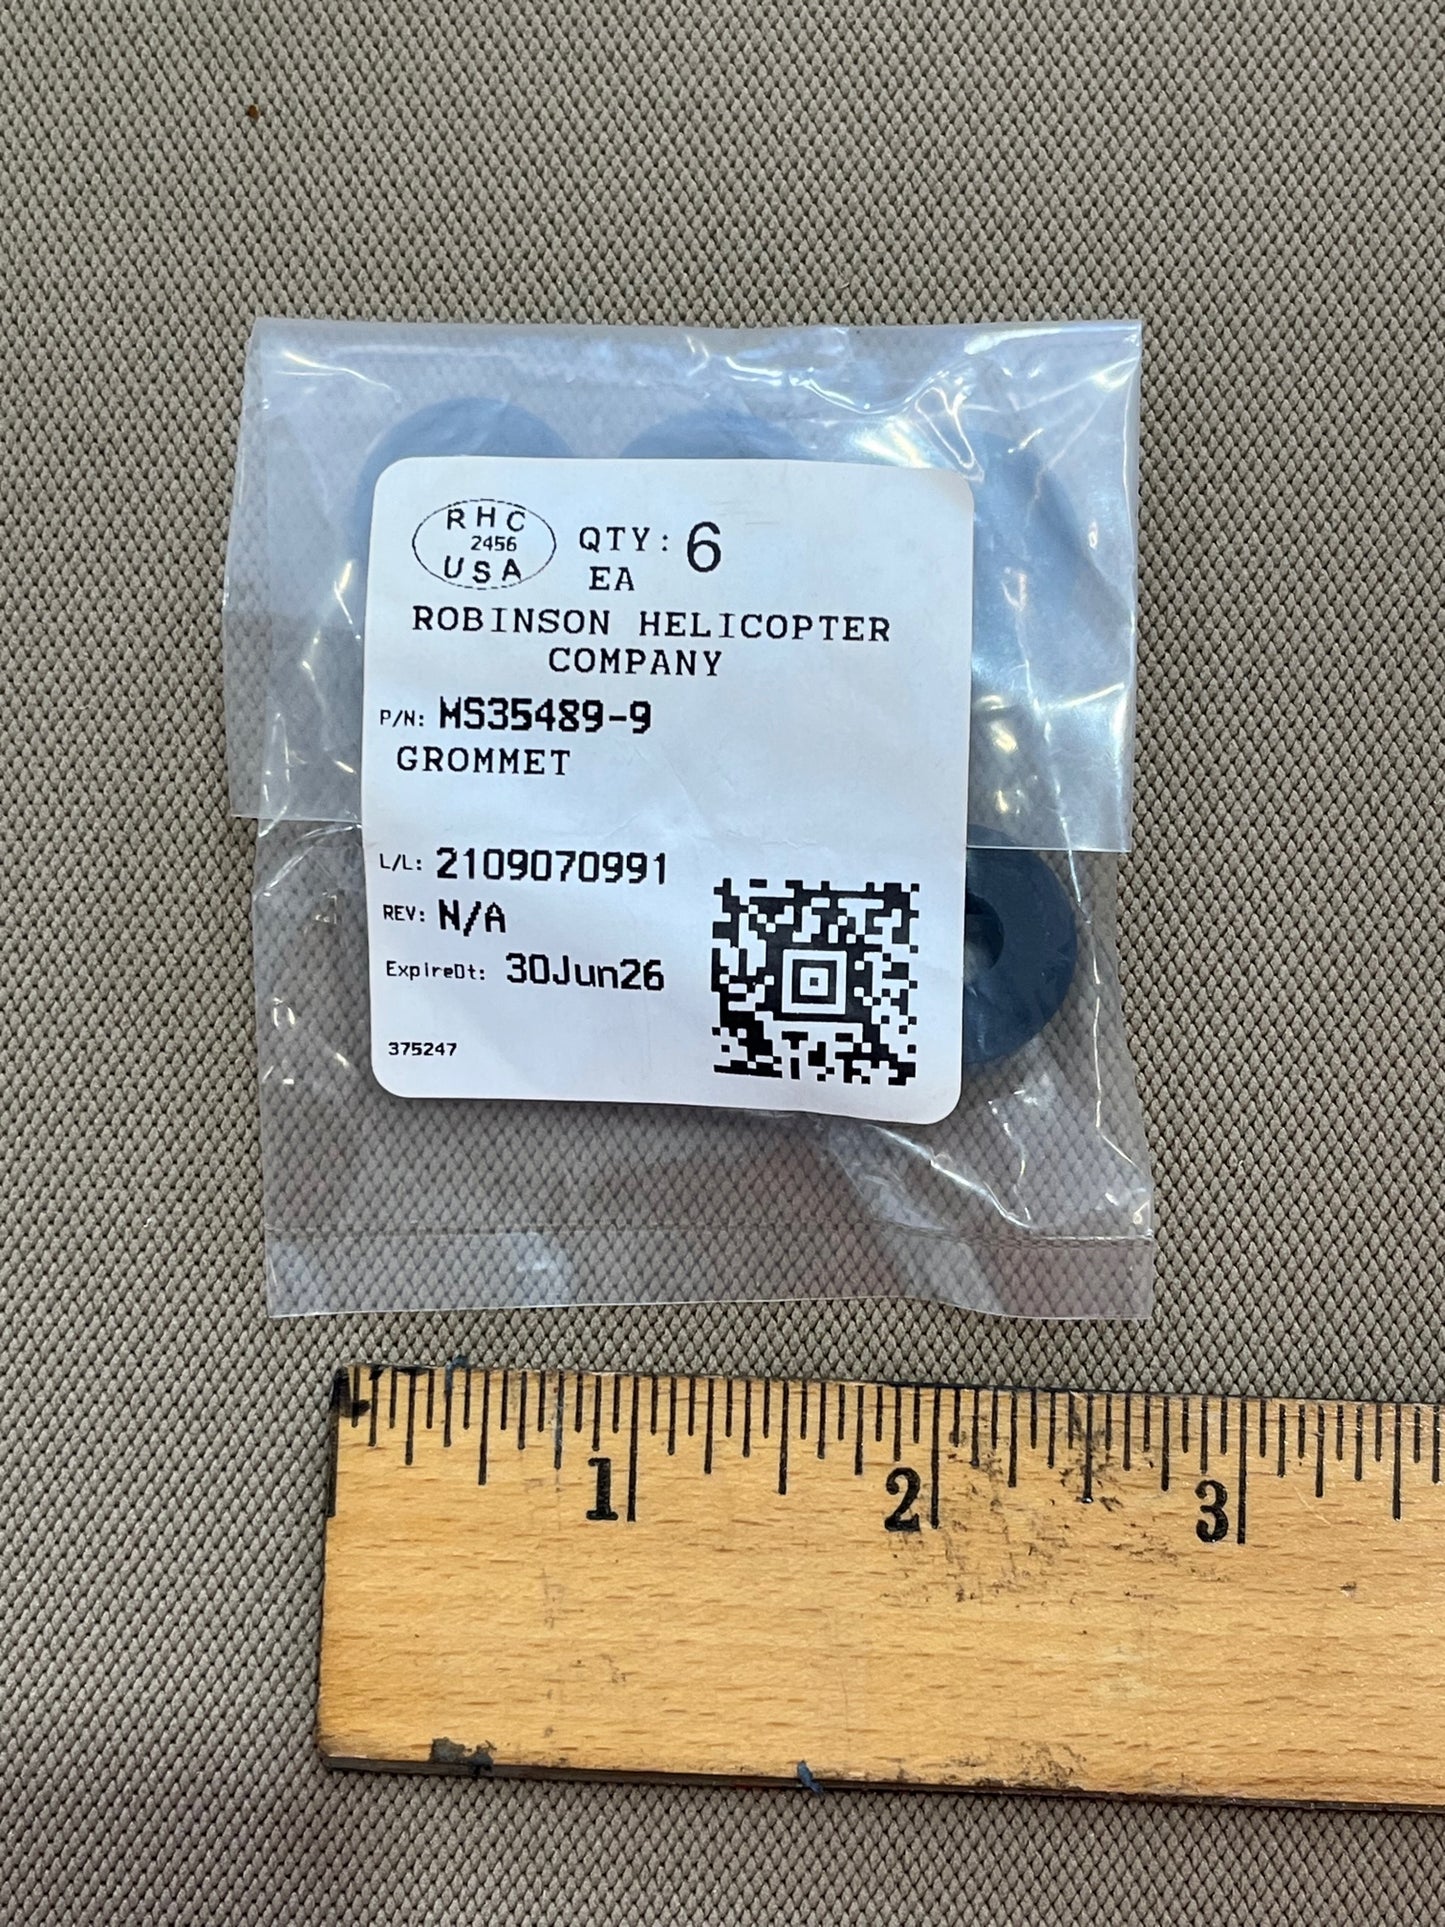 RHC
2456
USA
QTY: 6
EA
ROBINSON HELICOPTER
COMPANY
P/N: MS35489-9
GROMMET
L/L: 2109070991
REV: N/A
ExpireDt: 30Jun26
375247
1 2 3